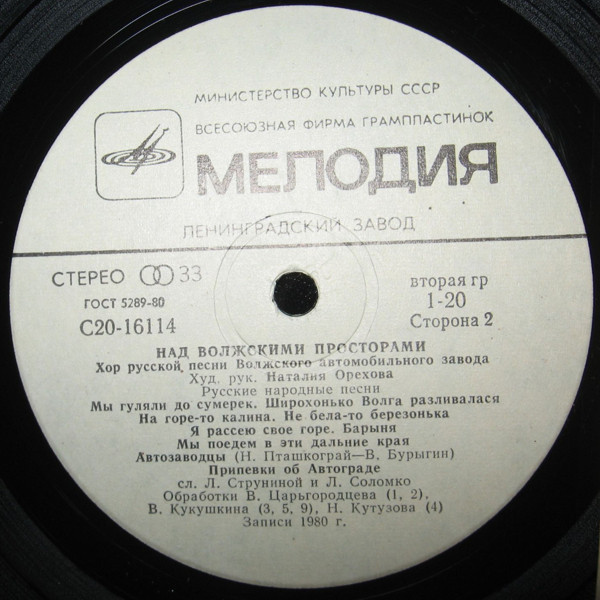 МИНИСТЕРСТВО КУЛЬТУРЫ СССР
ВСЕСОЮЗНАЯ ФИРМА ГРАМПЛАСТИНОК
МЕЛОДИЯ
ЛЕНИНГРАДСКИЙ ЗАВОД
СТЕРЕО 33
ГОСТ 5289-80
С20-16114
вторая гр
1-20
Сторона 2
НАД ВОЛЖСКИМИ ПРОСТОРАМИ
Хор русской песни Волжского автомобильного завода
Худ. рук. Наталия Орехова
Русские народные песни
Мы гуляли до сумерек. Широхонько Волга разливалася
На горе-то калина. Не бела-то березонька
Я рассею свое горе. Барыня
Мы поедем в эти дальние края
Автозаводцы (Н. Пташкограй—В. Бурыгин)
Припевки об Автограде
сл. Л. Струниной и Л. Соломко
Обработки В. Царьгородцева (1, 2),
В. Кукушкина (3, 5, 9), Н. Кутузова (4)
Записи 1980 г.